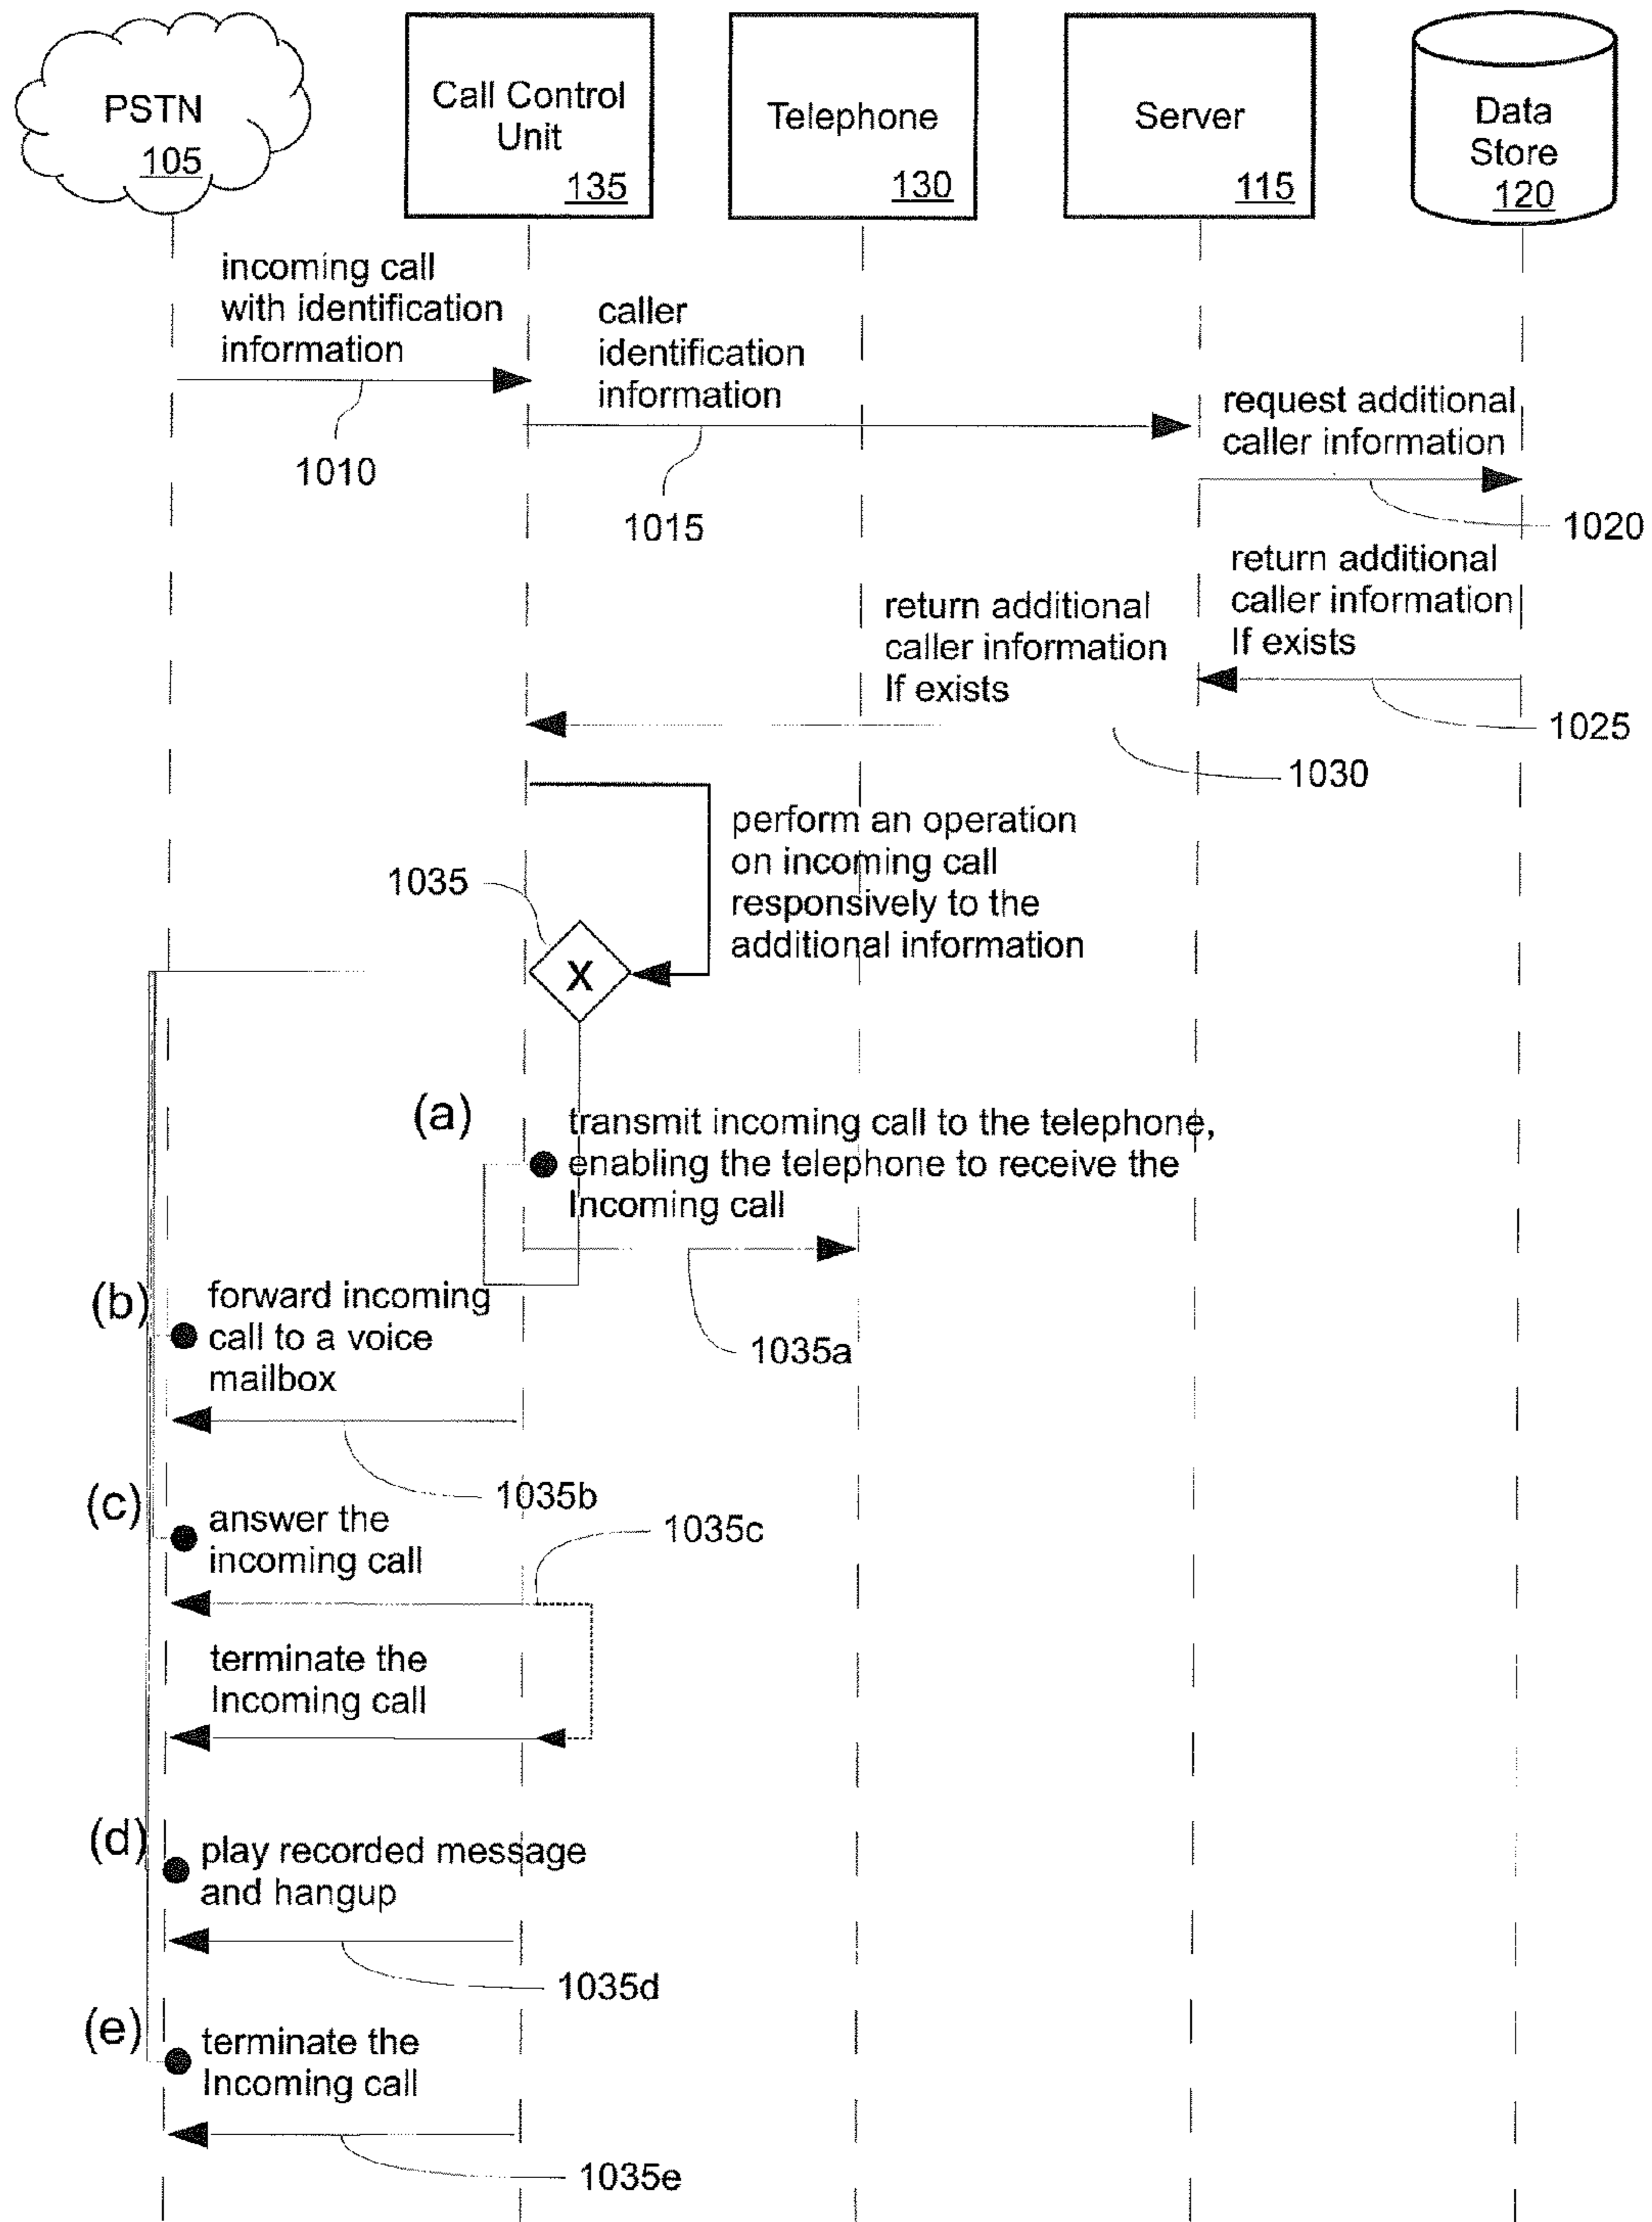 PSTN
105
Call Control
Unit
135
Telephone
130
Server
115
Data
Store
120
incoming call
with identification
information
1010
caller
identification
information
1015
request additional
caller information
1020
return additional
caller information
If exists
1025
return additional
caller information
If exists
1030
perform an operation
on incoming call
responsively to the
additional information
1035
X
(a)
transmit incoming call to the telephone,
enabling the telephone to receive the
Incoming call
1035a
(b)
forward incoming
call to a voice
mailbox
1035b
(c)
answer the
incoming call
1035c
terminate the
Incoming call
(d)
play recorded message
and hangup
1035d
(e)
terminate the
Incoming call
1035e